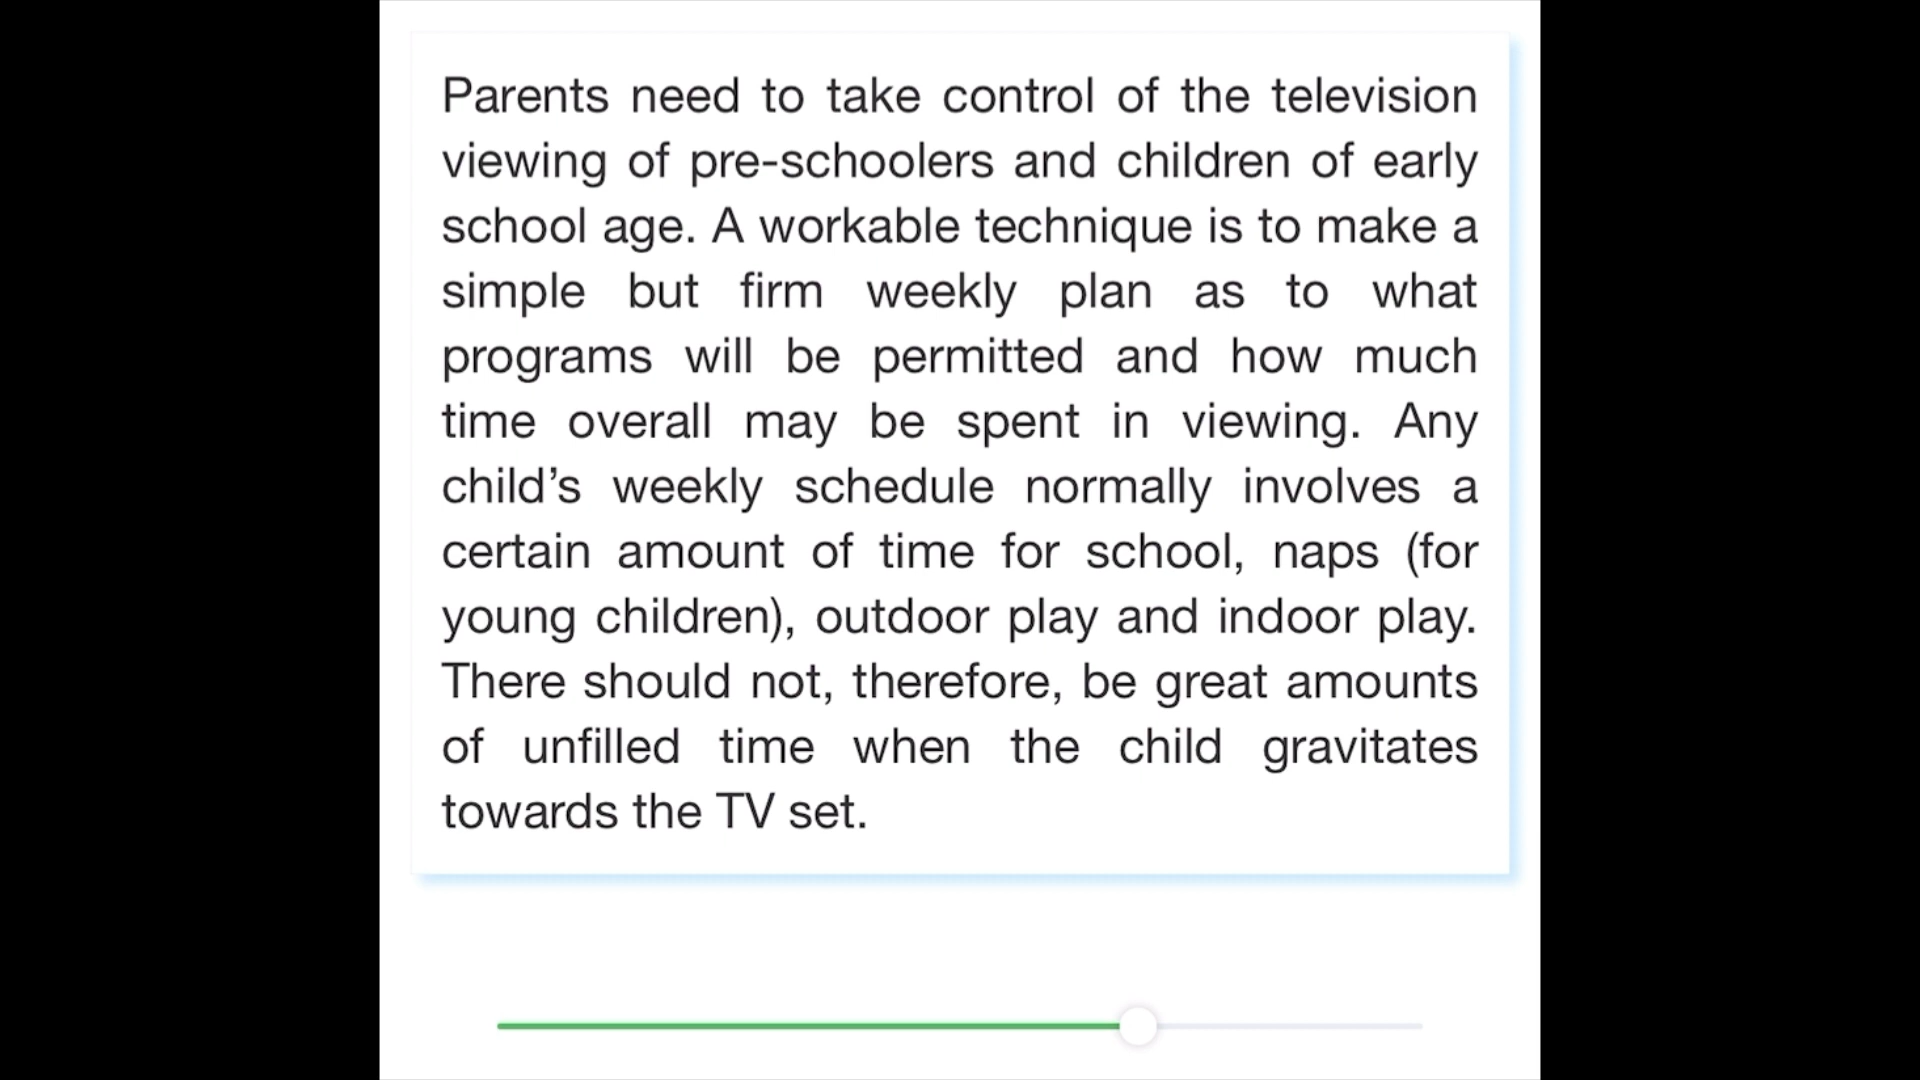 Parents need to take control of the television
viewing of pre-schoolers and children of early
school age. A workable technique is to make a
simple but firm weekly plan as to what
programs will be permitted and how much
time overall may be spent in viewing. Any
child’s weekly schedule normally involves a
certain amount of time for school, naps (for
young children), outdoor play and indoor play.
There should not, therefore, be great amounts
of unfilled time when the child gravitates
towards the TV set.